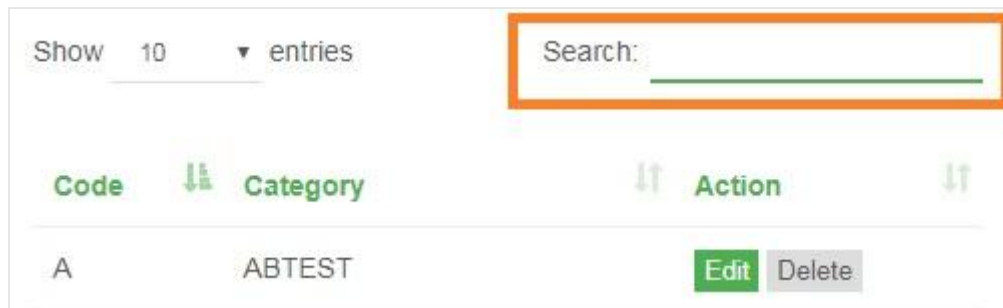 Show 10 entries Search:
Code Category Action
A ABTEST Edit Delete